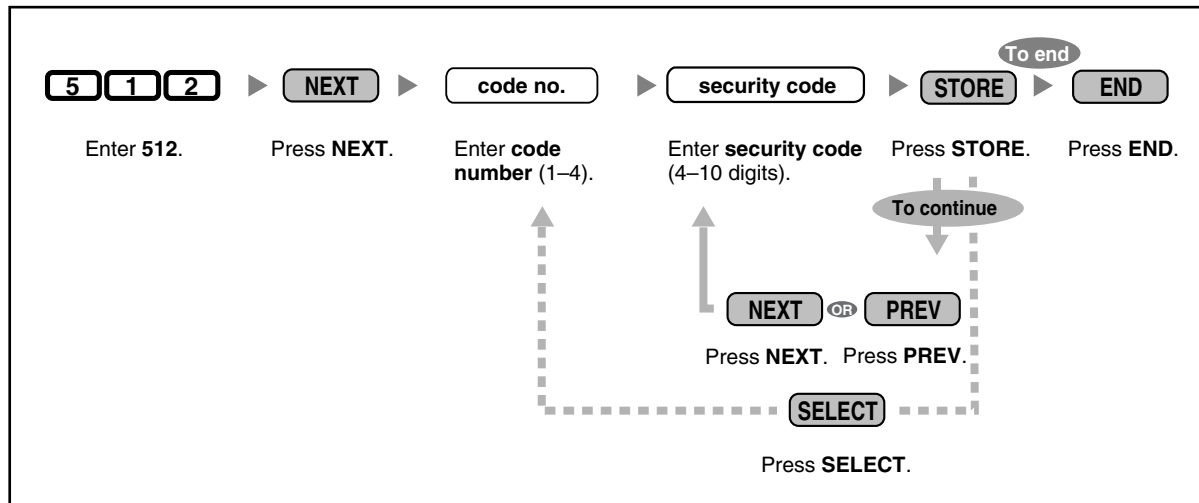 To end
5 1 2 NEXT code no. security code STORE END
Enter 512. Press NEXT. Enter code number (1–4). Enter security code (4–10 digits). Press STORE. Press END.
To continue
NEXT OR PREV
Press NEXT. Press PREV.
SELECT
Press SELECT.